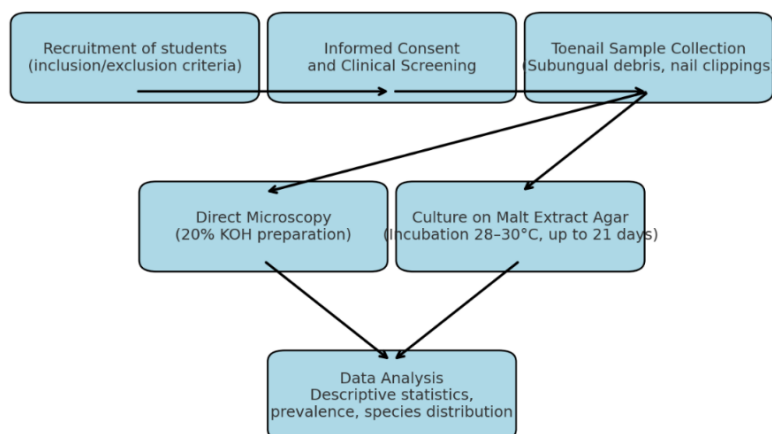 Recruitment of students
(inclusion/exclusion criteria)
Informed Consent
and Clinical Screening
Toenail Sample Collection
(Subungual debris, nail clippings
Direct Microscopy
(20% KOH preparation)
Culture on Malt Extract Agar
(Incubation 28–30°C, up to 21 days)
Data Analysis
Descriptive statistics,
prevalence, species distribution